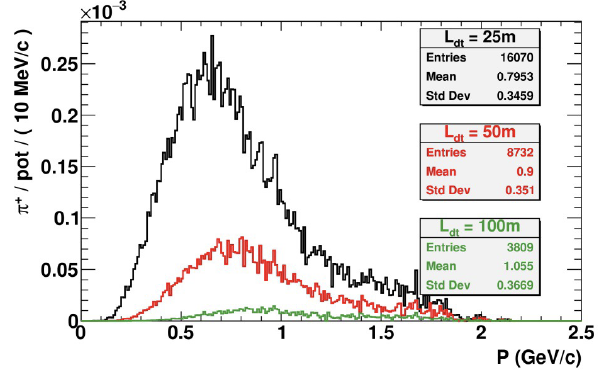 ×10⁻³
π⁺ / pot / ( 10 MeV/c )
0.25
0.2
0.15
0.1
0.05
0
L_dt = 25m
Entries 16070
Mean 0.7953
Std Dev 0.3459
L_dt = 50m
Entries 8732
Mean 0.9
Std Dev 0.351
L_dt = 100m
Entries 3809
Mean 1.055
Std Dev 0.3669
0 0.5 1 1.5 2 2.5
P (GeV/c)